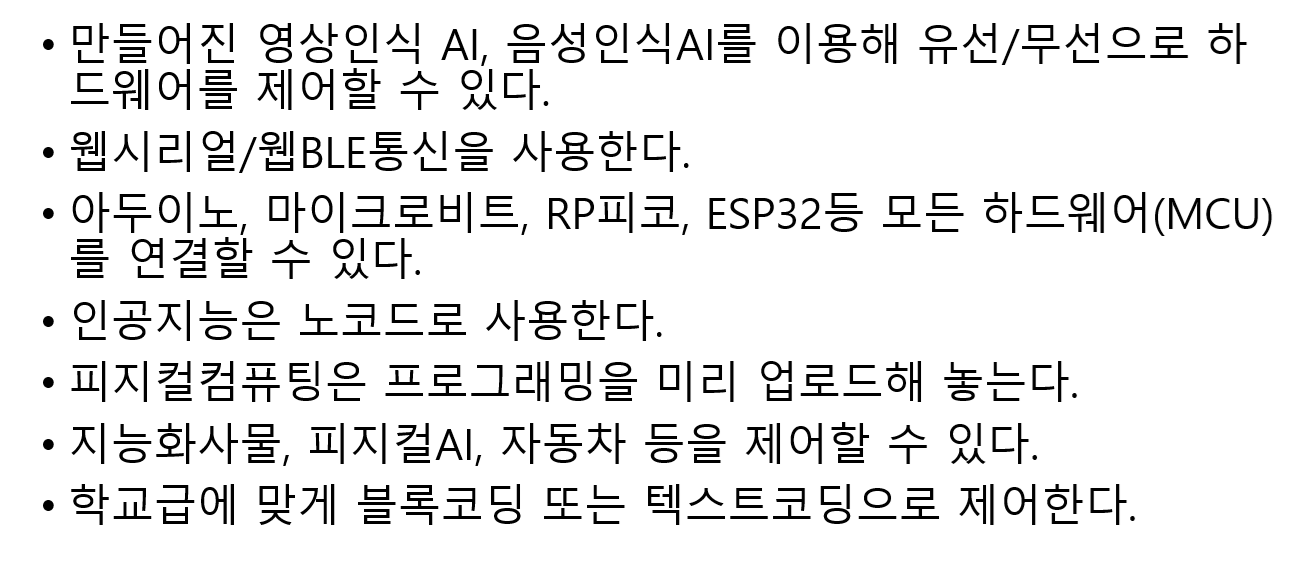 • 만들어진 영상인식 AI, 음성인식AI를 이용해 유선/무선으로 하
드웨어를 제어할 수 있다.
• 웹시리얼/웹BLE통신을 사용한다.
• 아두이노, 마이크로비트, RP피코, ESP32등 모든 하드웨어(MCU)
를 연결할 수 있다.
• 인공지능은 노코드로 사용한다.
• 피지컬컴퓨팅은 프로그래밍을 미리 업로드해 놓는다.
• 지능화사물, 피지컬AI, 자동차 등을 제어할 수 있다.
• 학교급에 맞게 블록코딩 또는 텍스트코딩으로 제어한다.